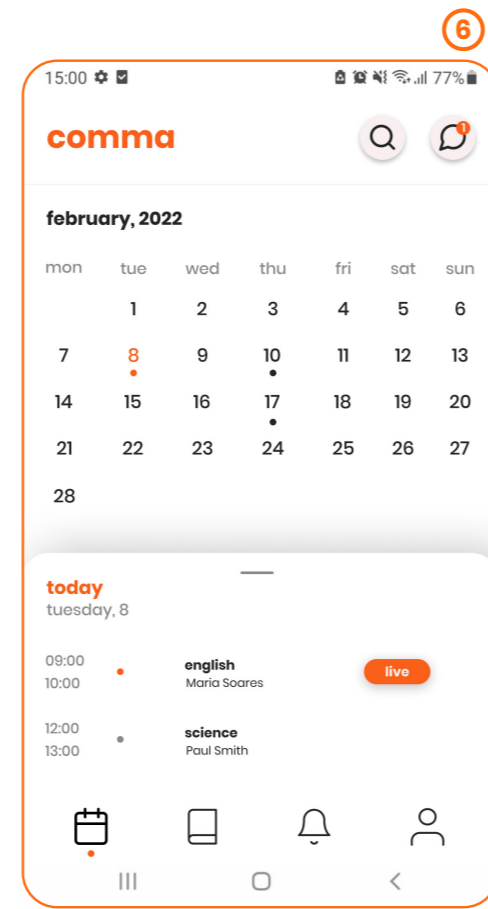 6
15:00 77%
comma 1
february, 2022
mon tue wed thu fri sat sun
1 2 3 4 5 6
7 8 9 10 11 12 13
14 15 16 17 18 19 20
21 22 23 24 25 26 27
28
today
tuesday, 8
09:00 english live
10:00 Maria Soares
12:00 science
13:00 Paul Smith